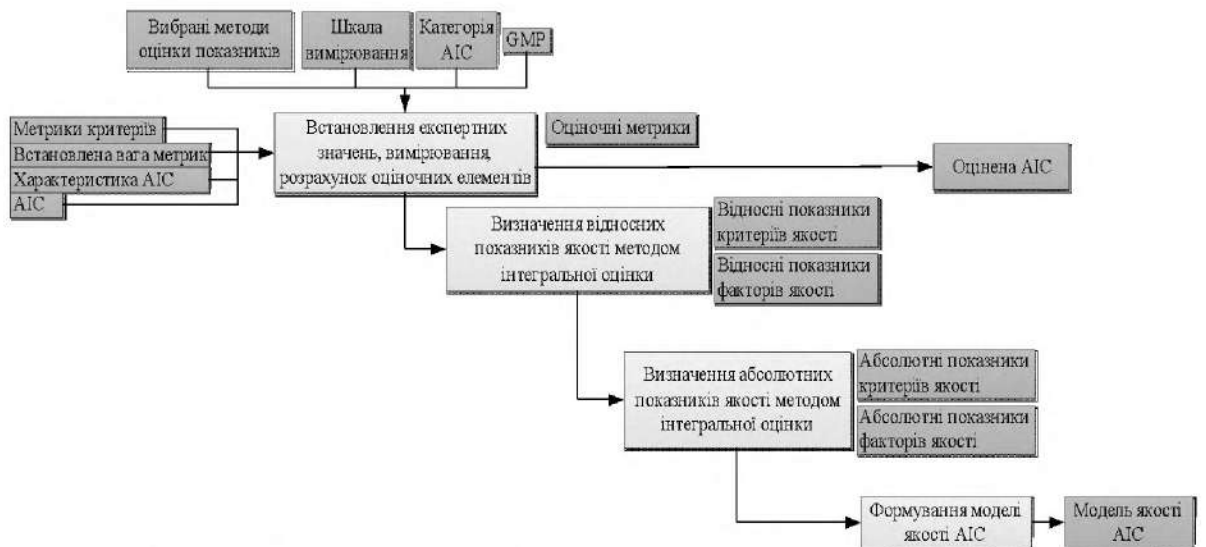 Вибрані методи
оцінки показників
Шкала
вимірювання
Категорія
АІС
GMP
Метрики критеріїв
Встановлена вага метрик
Характеристика АІС
АІС
Встановлення експертних
значень, вимірювання,
розрахунок оціночних елементів
Оціночні метрики
Оцінена АІС
Визначення відносних
показників якості методом
інтегральної оцінки
Відносні показники
критеріїв якості
Відносні показники
факторів якості
Визначення абсолютних
показників якості методом
інтегральної оцінки
Абсолютні показники
критеріїв якості
Абсолютні показники
факторів якості
Формування моделі
якості АІС
Модель якості
АІС